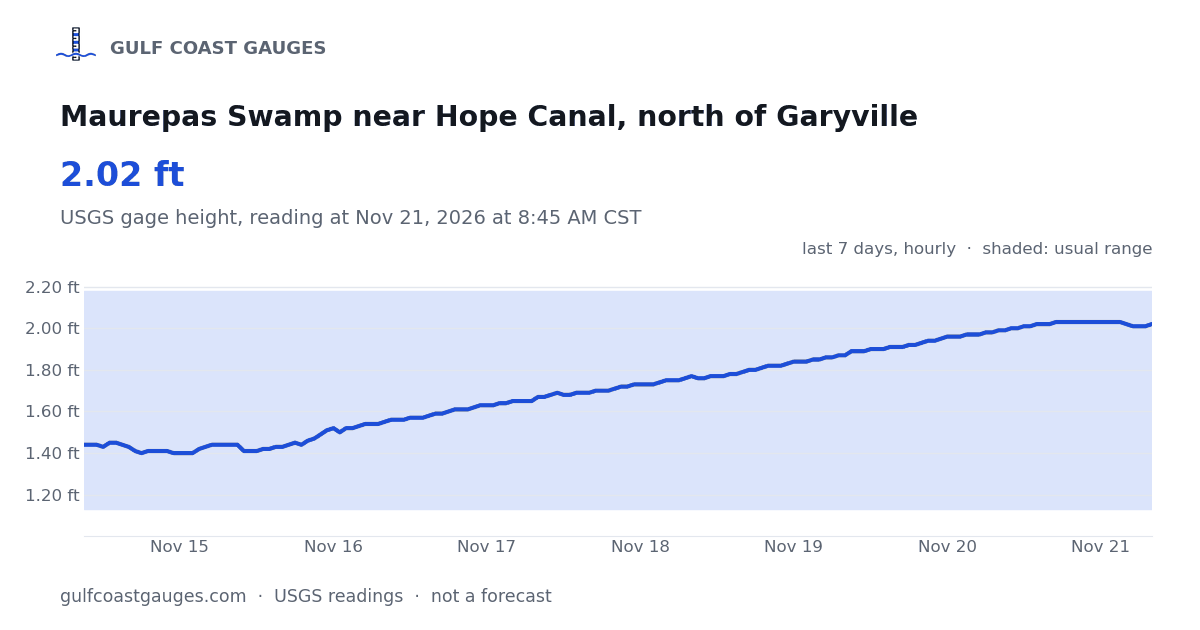 GULF COAST GAUGES
Maurepas Swamp near Hope Canal, north of Garyville
2.02 ft
USGS gage height, reading at Nov 21, 2026 at 8:45 AM CST
last 7 days, hourly · shaded: usual range
2.20 ft
2.00 ft
1.80 ft
1.60 ft
1.40 ft
1.20 ft
Nov 15 Nov 16 Nov 17 Nov 18 Nov 19 Nov 20 Nov 21
gulfcoastgauges.com · USGS readings · not a forecast